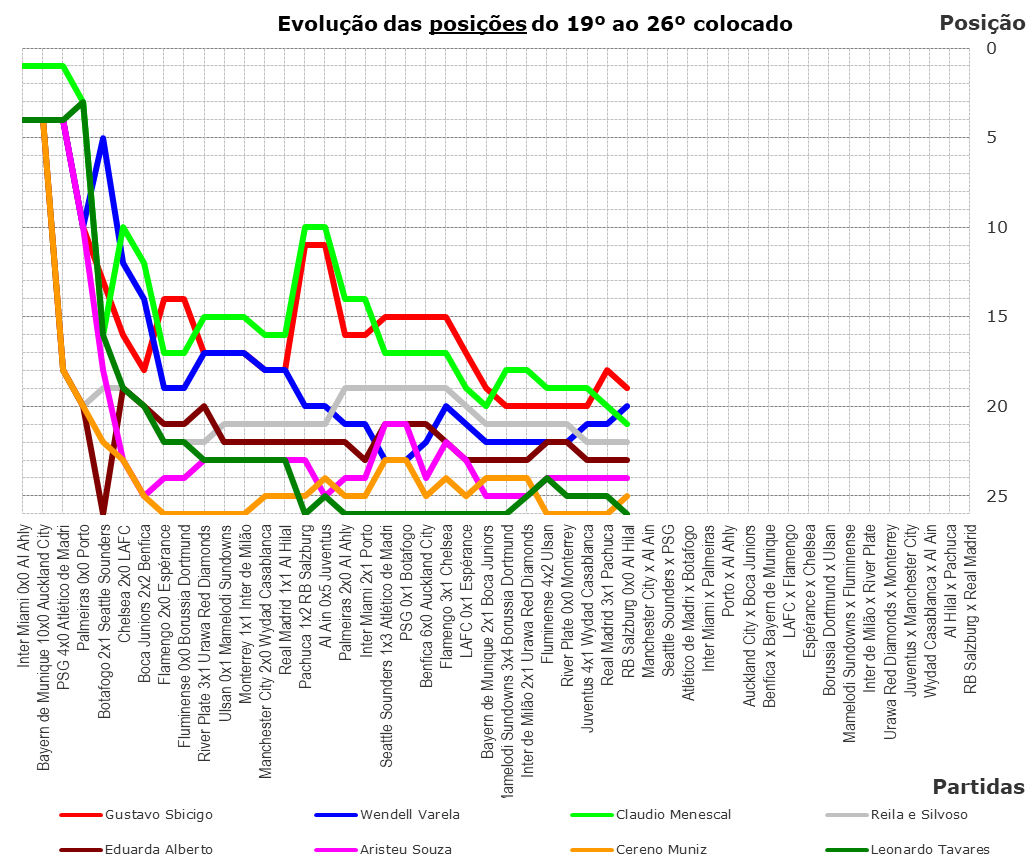 Evolução das posições do 19º ao 26º colocado
Posição
0
5
10
15
20
25
Inter Miami 0x0 Al Ahly
Bayern de Munique 10x0 Auckland City
PSG 4x0 Atlético de Madri
Palmeiras 0x0 Porto
Botafogo 2x1 Seattle Sounders
Chelsea 2x0 LAFC
Boca Juniors 2x2 Benfica
Flamengo 2x0 Espérance
Fluminense 0x0 Borussia Dortmund
River Plate 3x1 Urawa Red Diamonds
Ulsan 0x1 Mamelodi Sundowns
Monterrey 1x1 Inter de Milão
Manchester City 2x0 Wydad Casablanca
Real Madrid 1x1 Al Hilal
Pachuca 1x2 RB Salzburg
Al Ain 0x5 Juventus
Palmeiras 2x0 Al Ahly
Inter Miami 2x1 Porto
Seattle Sounders 1x3 Atlético de Madri
PSG 0x1 Botafogo
Benfica 6x0 Auckland City
Flamengo 3x1 Chelsea
LAFC 0x1 Espérance
Bayern de Munique 2x1 Boca Juniors
Mamelodi Sundowns 3x4 Borussia Dortmund
Inter de Milão 2x1 Urawa Red Diamonds
Fluminense 4x2 Ulsan
River Plate 0x0 Monterrey
Juventus 4x1 Wydad Casablanca
Real Madrid 3x1 Pachuca
RB Salzburg 0x0 Al Hilal
Manchester City x Al Ain
Seattle Sounders x PSG
Atlético de Madri x Botafogo
Inter Miami x Palmeiras
Porto x Al Ahly
Auckland City x Boca Juniors
Benfica x Bayern de Munique
LAFC x Flamengo
Espérance x Chelsea
Borussia Dortmund x Ulsan
Mamelodi Sundowns x Fluminense
Inter de Milão x River Plate
Urawa Red Diamonds x Monterrey
Juventus x Manchester City
Wydad Casablanca x Al Ain
Al Hilal x Pachuca
RB Salzburg x Real Madrid
Partidas
Gustavo Sbicigo
Wendell Varela
Claudio Menescal
Reila e Silvoso
Eduarda Alberto
Aristeu Souza
Cereno Muniz
Leonardo Tavares